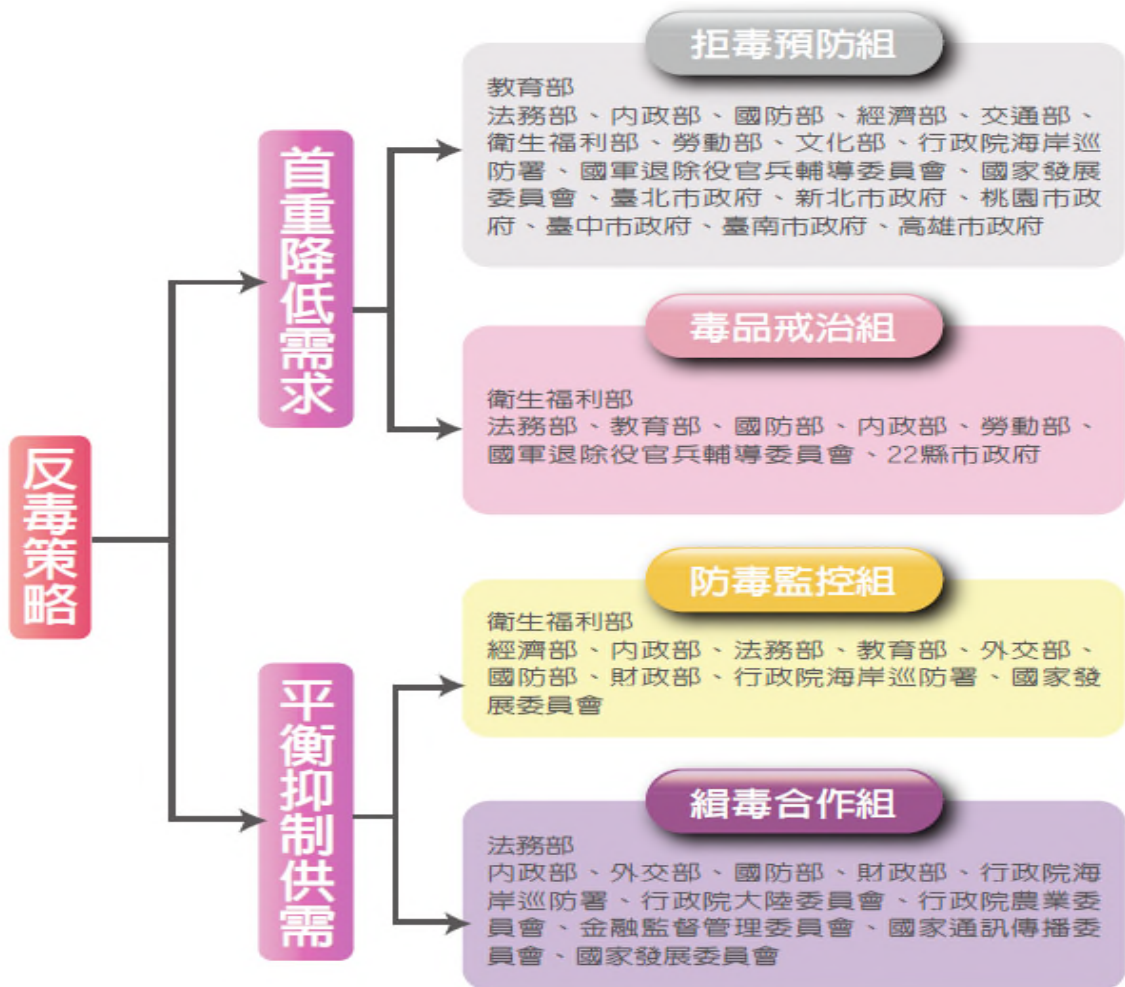 反毒策略
首重降低需求
拒毒預防組
教育部
法務部、內政部、國防部、經濟部、交通部、
衛生福利部、勞動部、文化部、行政院海岸巡
防署、國軍退除役官兵輔導委員會、國家發展
委員會、臺北市政府、新北市政府、桃園市政
府、臺中市政府、臺南市政府、高雄市政府
毒品戒治組
衛生福利部
法務部、教育部、國防部、內政部、勞動部、
國軍退除役官兵輔導委員會、22縣市政府
平衡抑制供需
防毒監控組
衛生福利部
經濟部、內政部、法務部、教育部、外交部、
國防部、財政部、行政院海岸巡防署、國家發
展委員會
緝毒合作組
法務部
內政部、外交部、國防部、財政部、行政院海
岸巡防署、行政院大陸委員會、行政院農業委
員會、金融監督管理委員會、國家通訊傳播委
員會、國家發展委員會